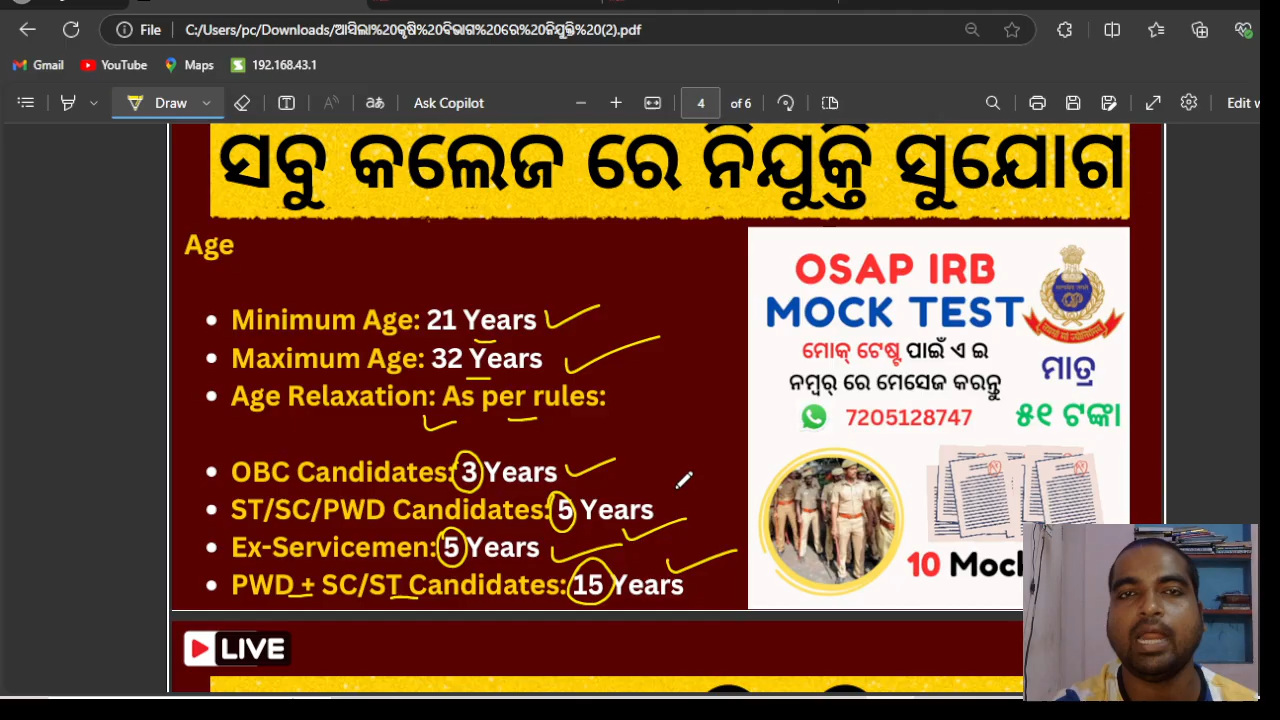 File
C:/Users/pc/Downloads/ଆସିଲା%20କୃଷି%20ବିଭାଗ%20ରେ%20ନିଯୁକ୍ତି%20(2).pdf
Gmail
YouTube
Maps
192.168.43.1
Draw
Ask Copilot
4 of 6
Edit w
ସବୁ କଲେଜ ରେ ନିଯୁକ୍ତି ସୁଯୋଗ
Age
• Minimum Age: 21 Years
• Maximum Age: 32 Years
• Age Relaxation: As per rules:
• OBC Candidates: 3 Years
• ST/SC/PWD Candidates: 5 Years
• Ex-Servicemen: 5 Years
• PWD + SC/ST Candidates: 15 Years
OSAP IRB
MOCK TEST
ମୋକ୍ ଟେଷ୍ଟ ପାଇଁ ଏ ଇ
ନମ୍ବର୍ ରେ ମେସେଜ କରନ୍ତୁ
7205128747
ମାତ୍ର
୫୧ ଟଙ୍କା
10 Moc
LIVE